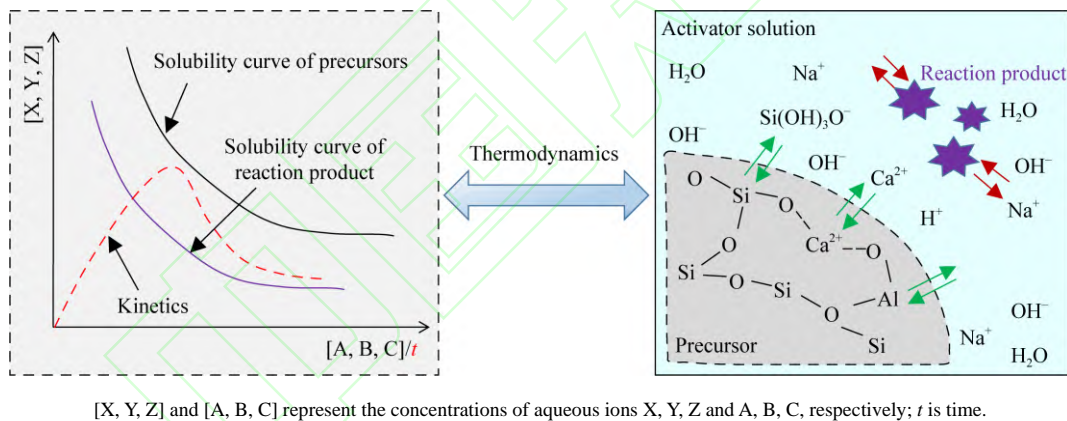 [X, Y, Z]
Solubility curve of precursors
Solubility curve of
reaction product
Kinetics
[A, B, C]/t
Thermodynamics
Activator solution
H₂O
Na⁺
Reaction product
Si(OH)₃O⁻
H₂O
OH⁻
OH⁻
Ca²⁺
OH⁻
Na⁺
H⁺
O
Si
O
O
Ca²⁺
O
Si
O
Si
O
Al
Si
Precursor
Na⁺
OH⁻
H₂O
[X, Y, Z] and [A, B, C] represent the concentrations of aqueous ions X, Y, Z and A, B, C, respectively; t is time.